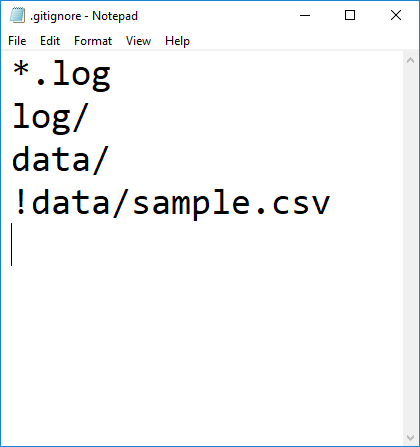 .gitignore - Notepad
File Edit Format View Help
*.log
log/
data/
!data/sample.csv